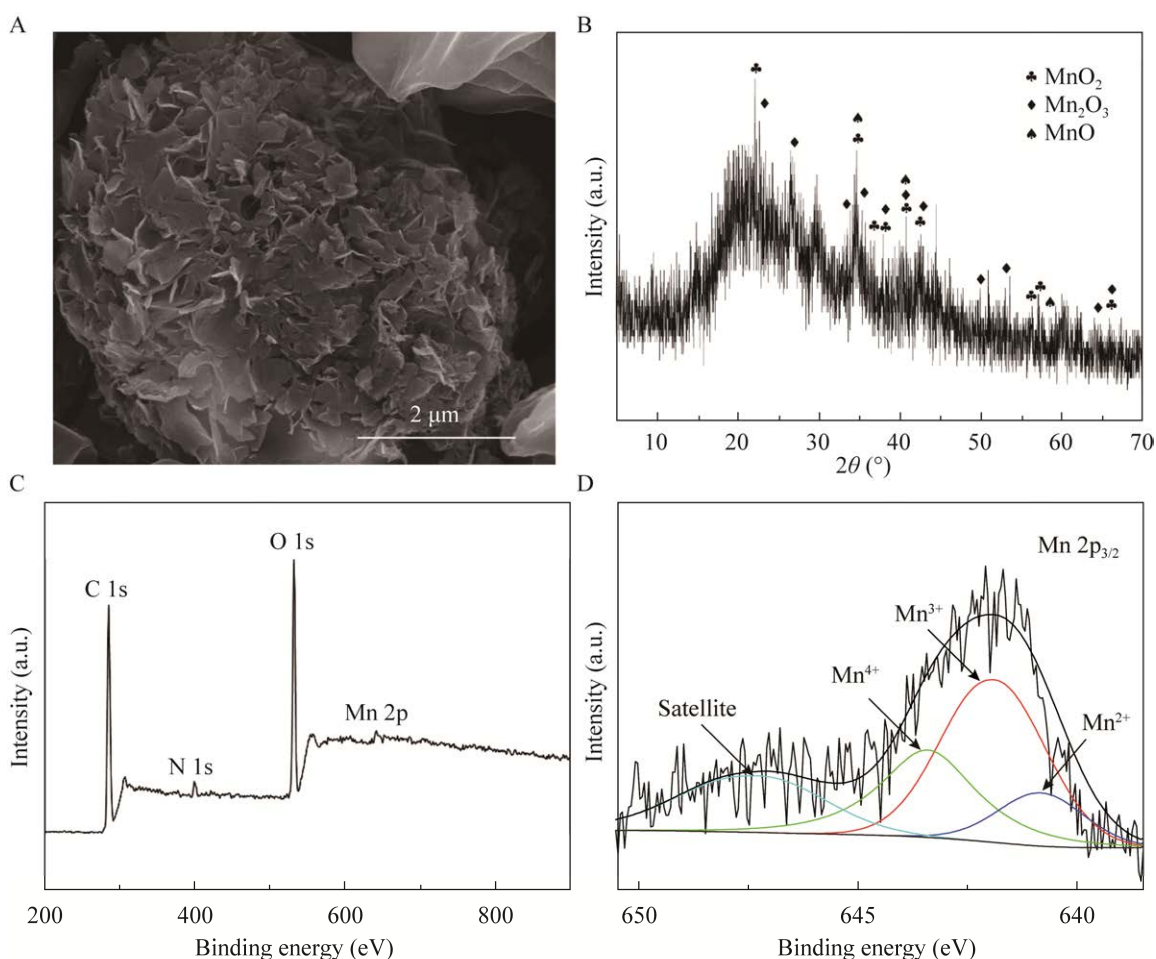 A
2 μm
B
♣ MnO₂
♦ Mn₂O₃
♠ MnO
Intensity (a.u.)
10 20 30 40 50 60 70
2θ (°)
C
O 1s
C 1s
Mn 2p
N 1s
Intensity (a.u.)
200 400 600 800
Binding energy (eV)
D
Mn 2p₃/₂
Mn³⁺
Mn⁴⁺
Satellite
Mn²⁺
Intensity (a.u.)
650 645 640
Binding energy (eV)